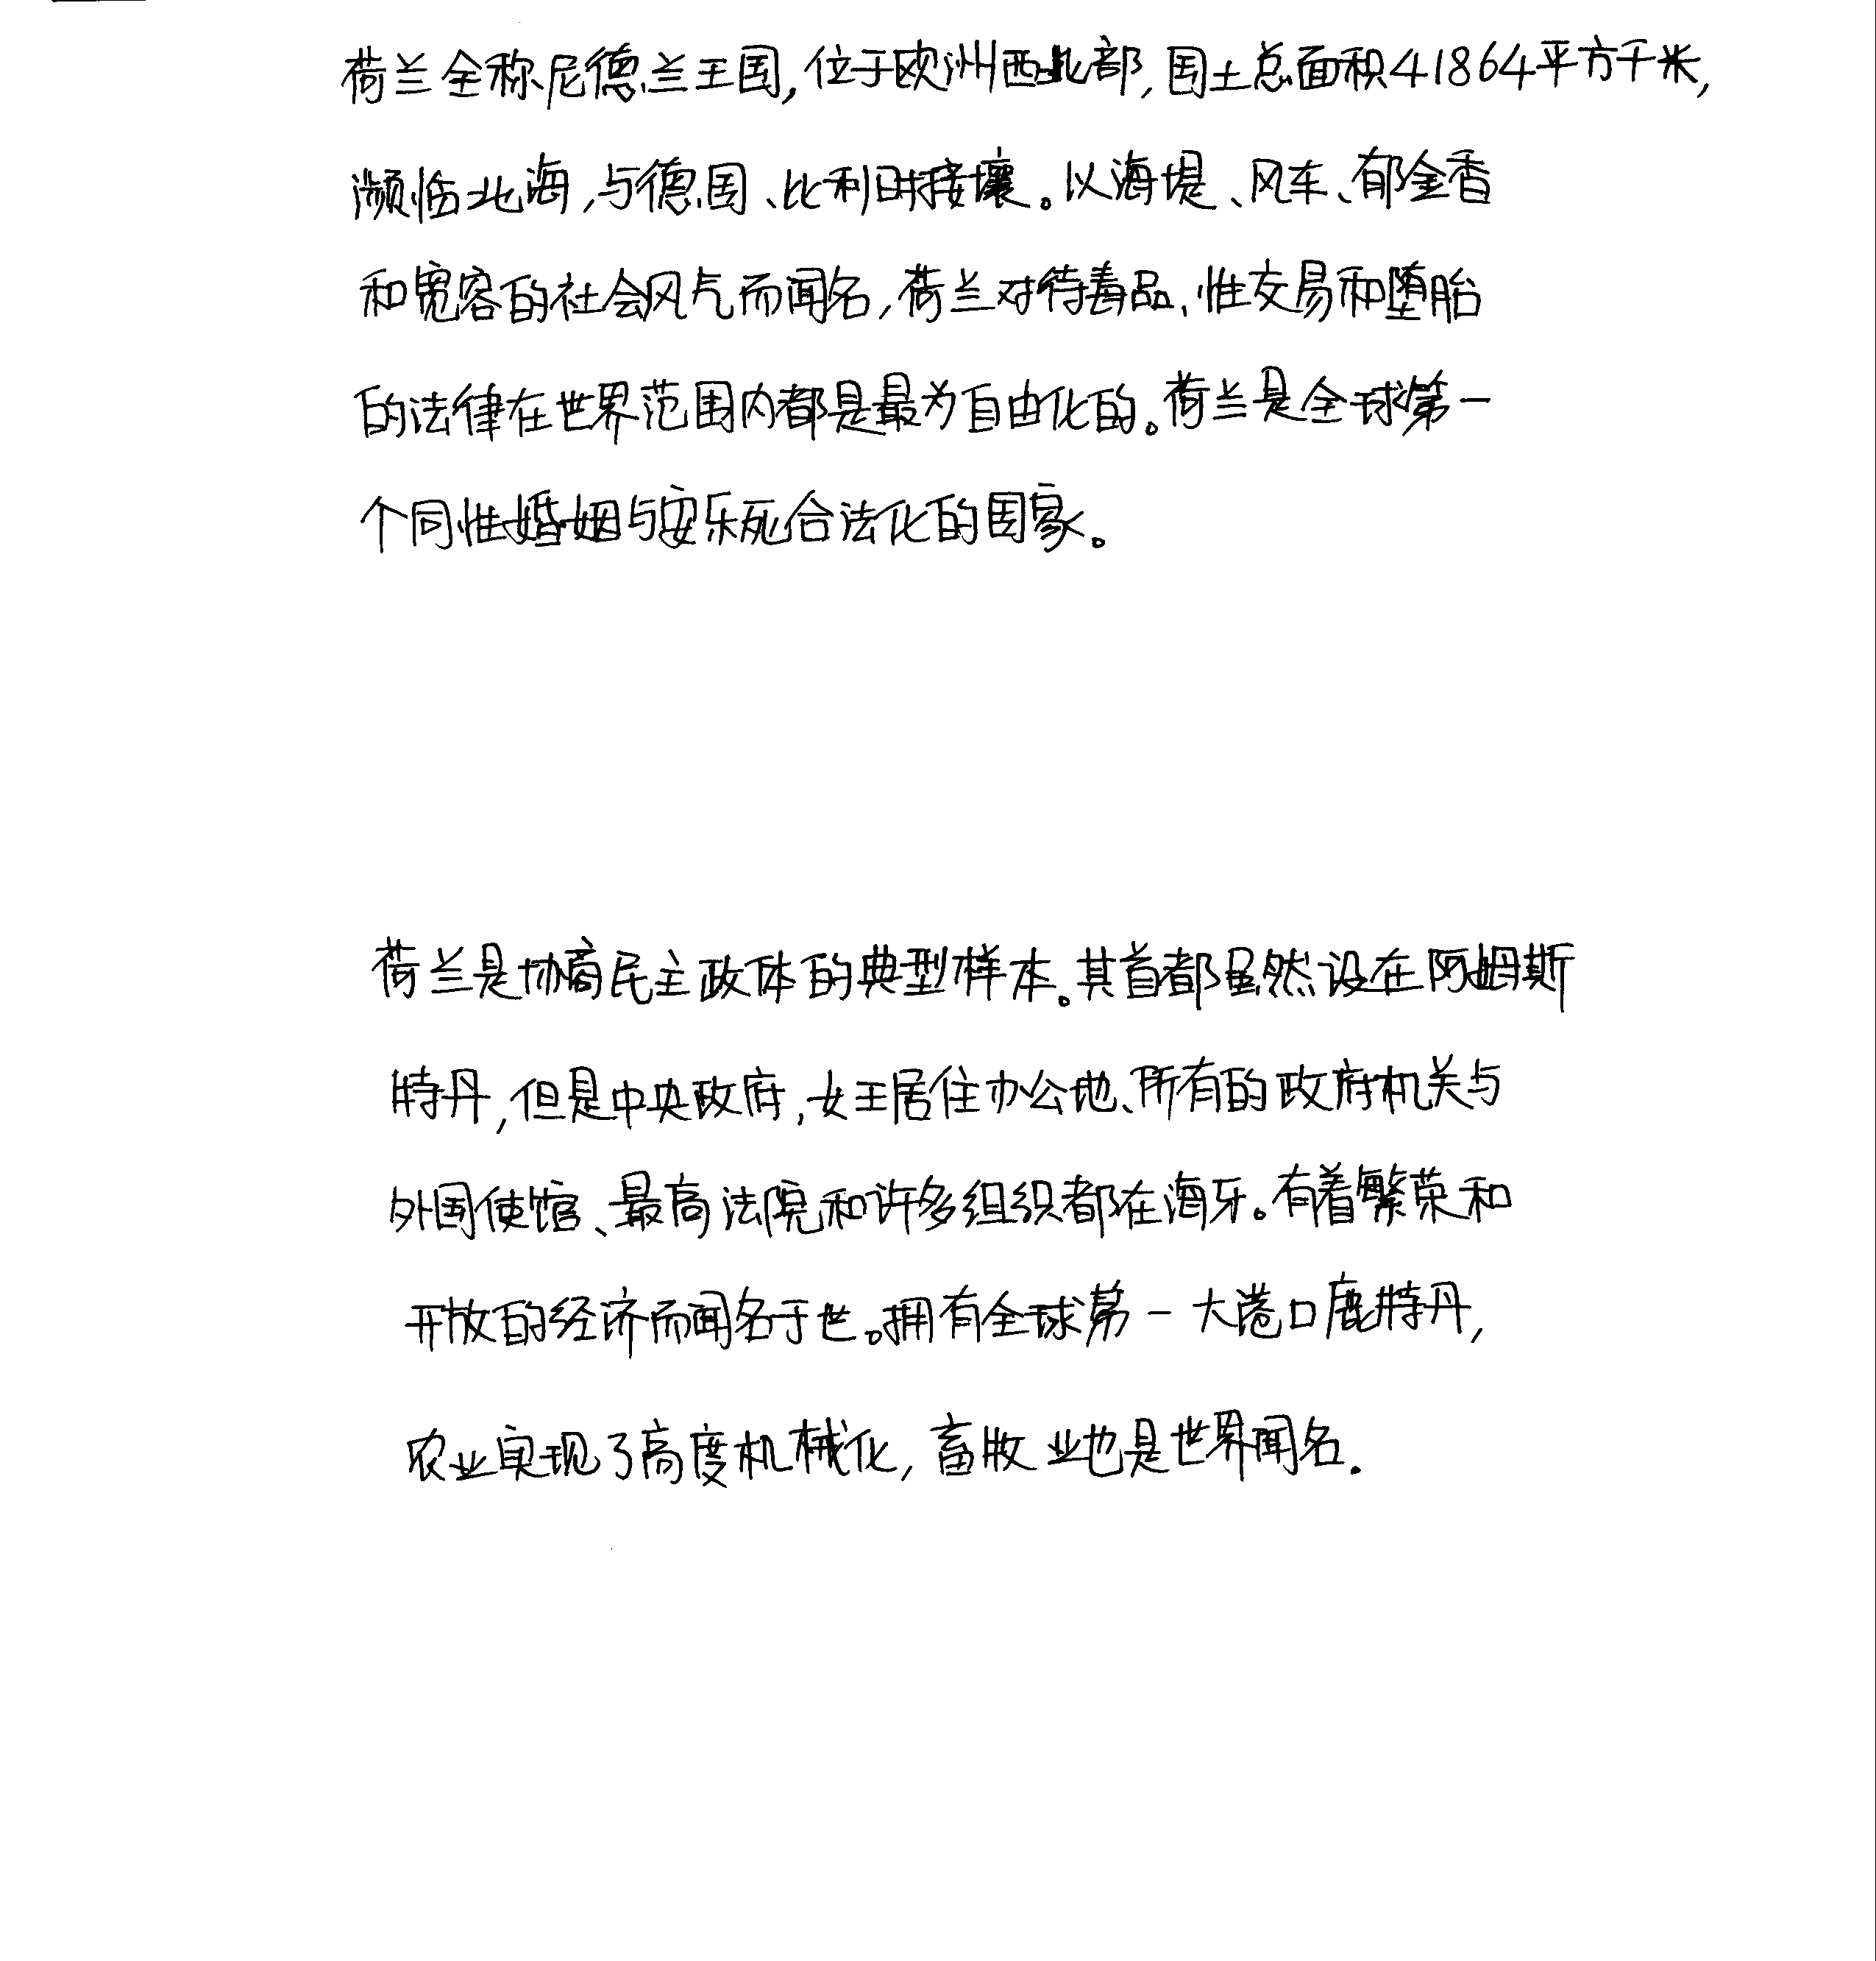 荷兰全称尼德兰王国,位于欧洲西北部,国土总面积41864平方千米,
濒临北海,与德国、比利时接壤。以海堤、风车、郁金香
和宽容的社会风气而闻名,荷兰对待毒品、性交易和堕胎
的法律在世界范围内都是最为自由化的。荷兰是全球第一
个同性婚姻与安乐死合法化的国家。
荷兰是协商民主政体的典型样本。其首都虽然设在阿姆斯
特丹,但是中央政府,女王居住办公地、所有的政府机关与
外国使馆、最高法院和许多组织都在海牙。有着繁荣和
开放的经济而闻名于世。拥有全球第一大港口鹿特丹,
农业实现了高度机械化,畜牧业也是世界闻名.